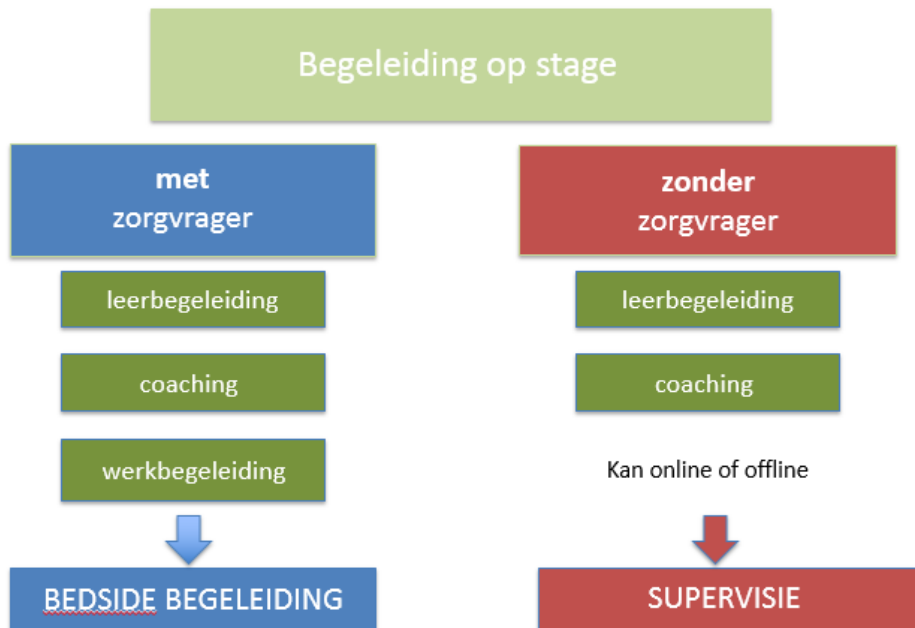 Begeleiding op stage
met
zorgvrager
leerbegeleiding
coaching
werkbegeleiding
BEDSIDE BEGELEIDING
zonder
zorgvrager
leerbegeleiding
coaching
Kan online of offline
SUPERVISIE